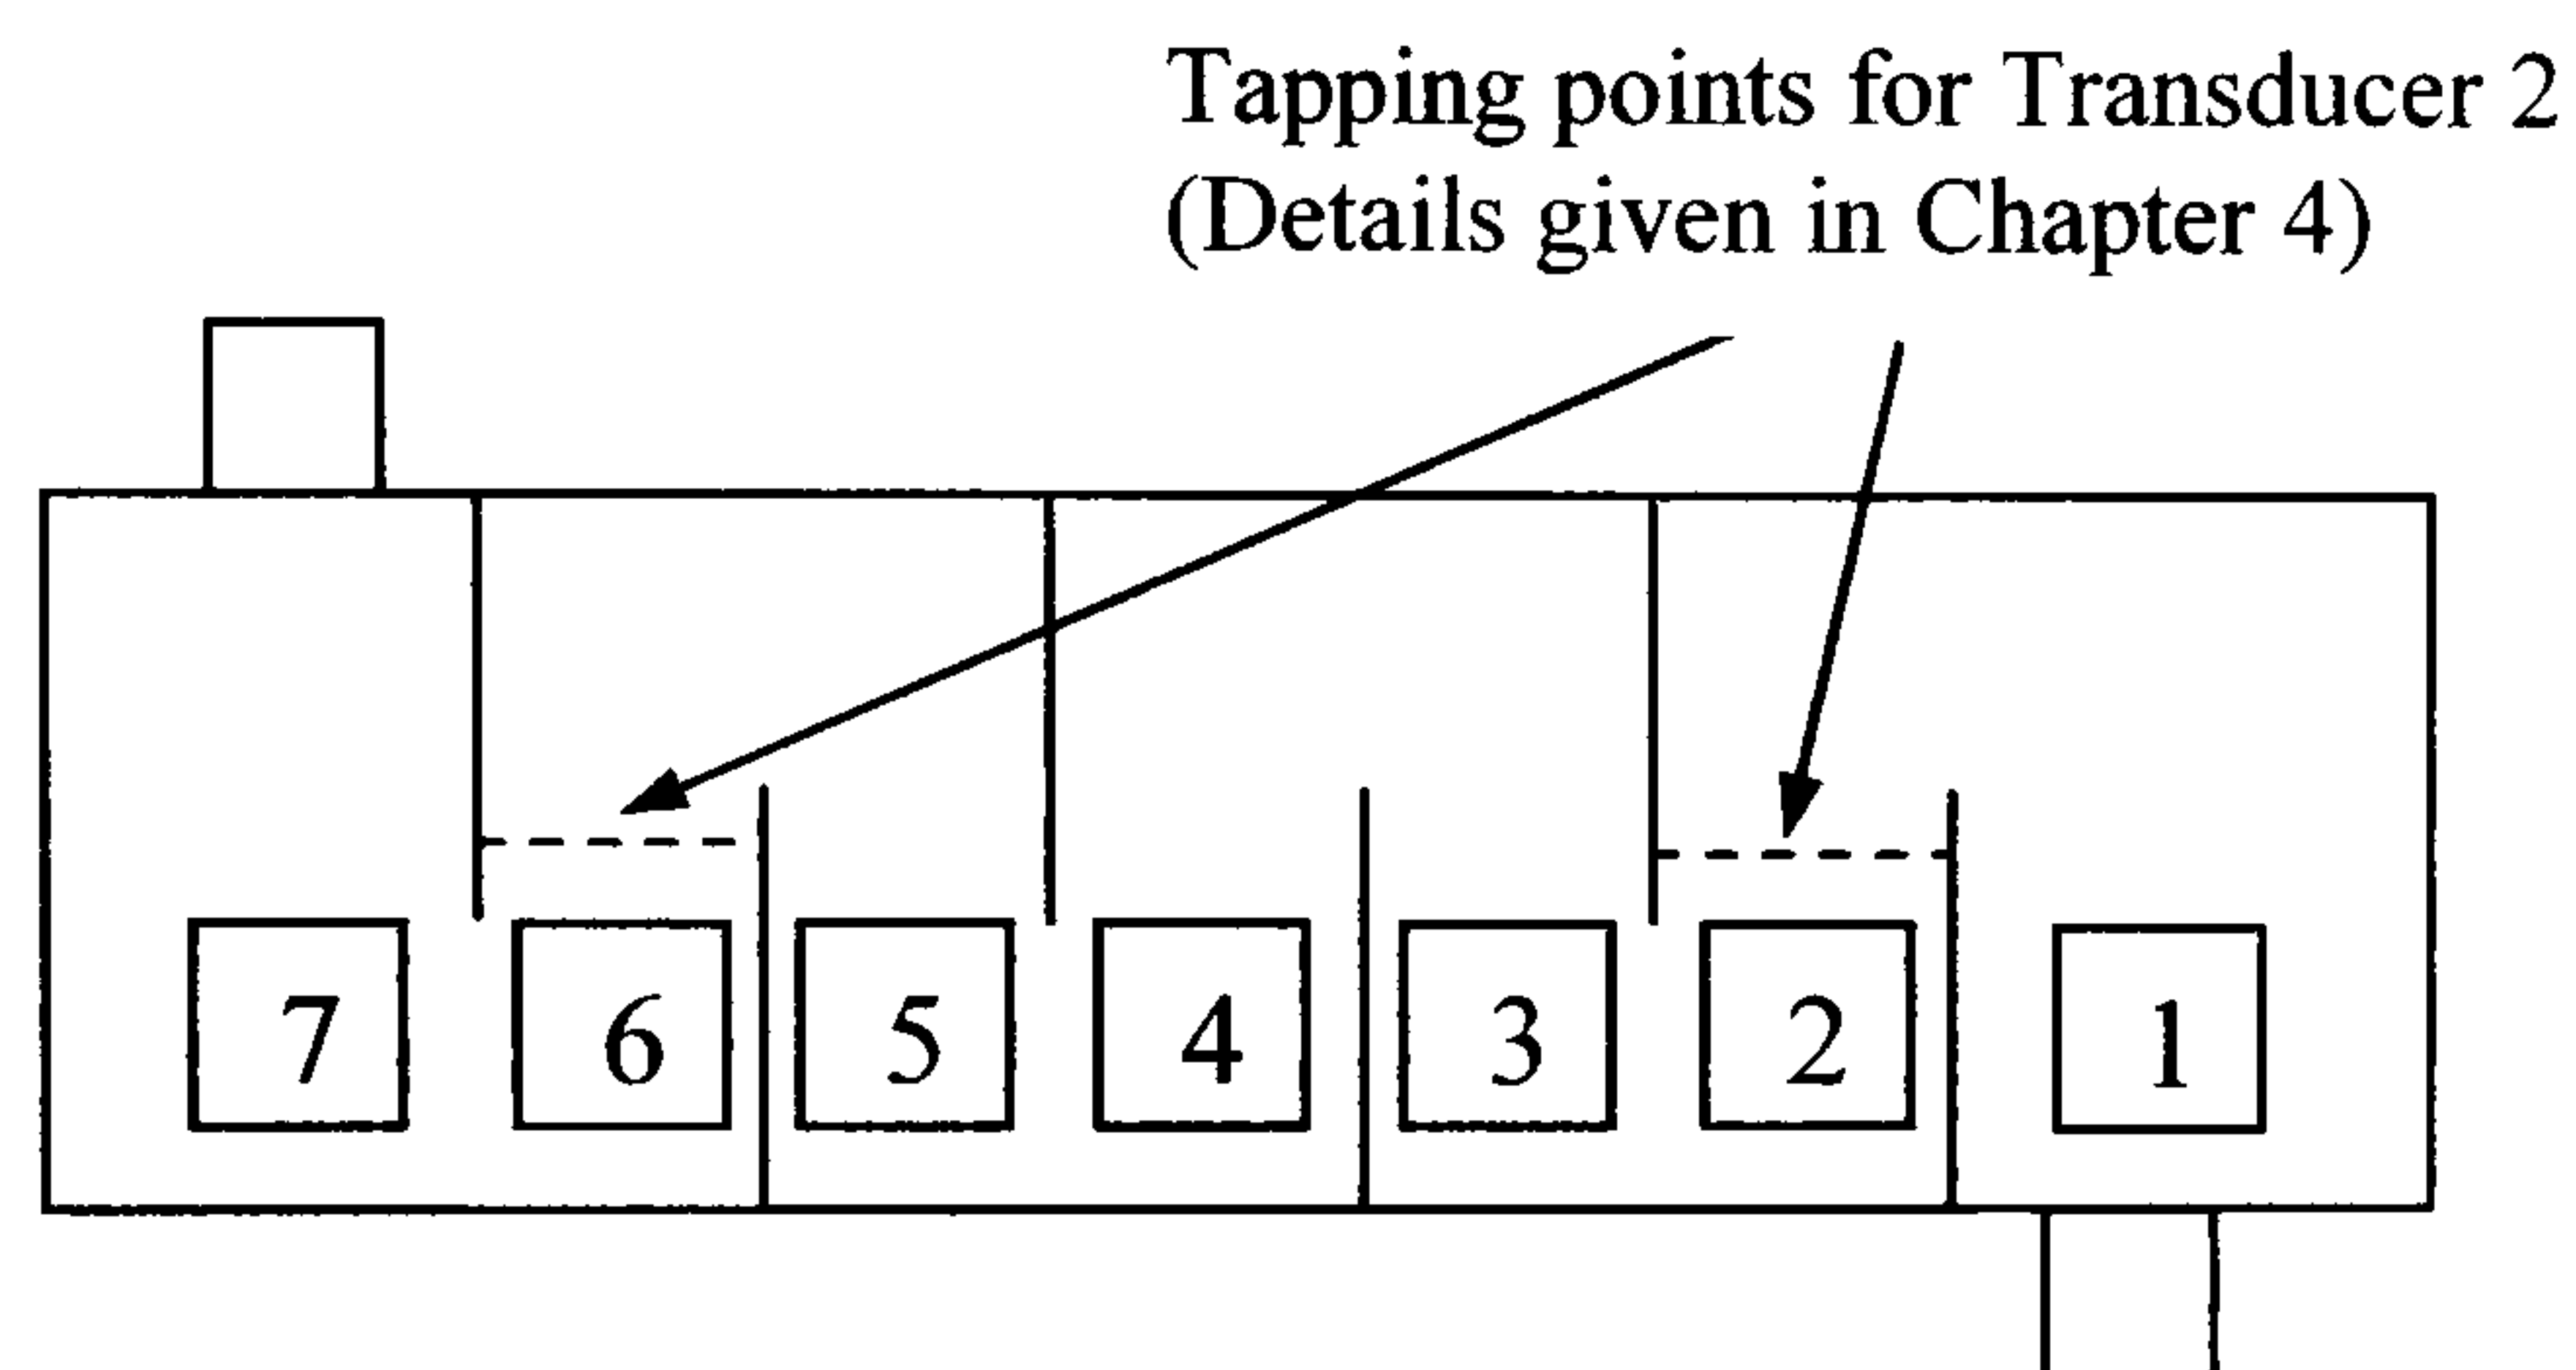 Tapping points for Transducer 2
(Details given in Chapter 4)
7 6 5 4 3 2 1